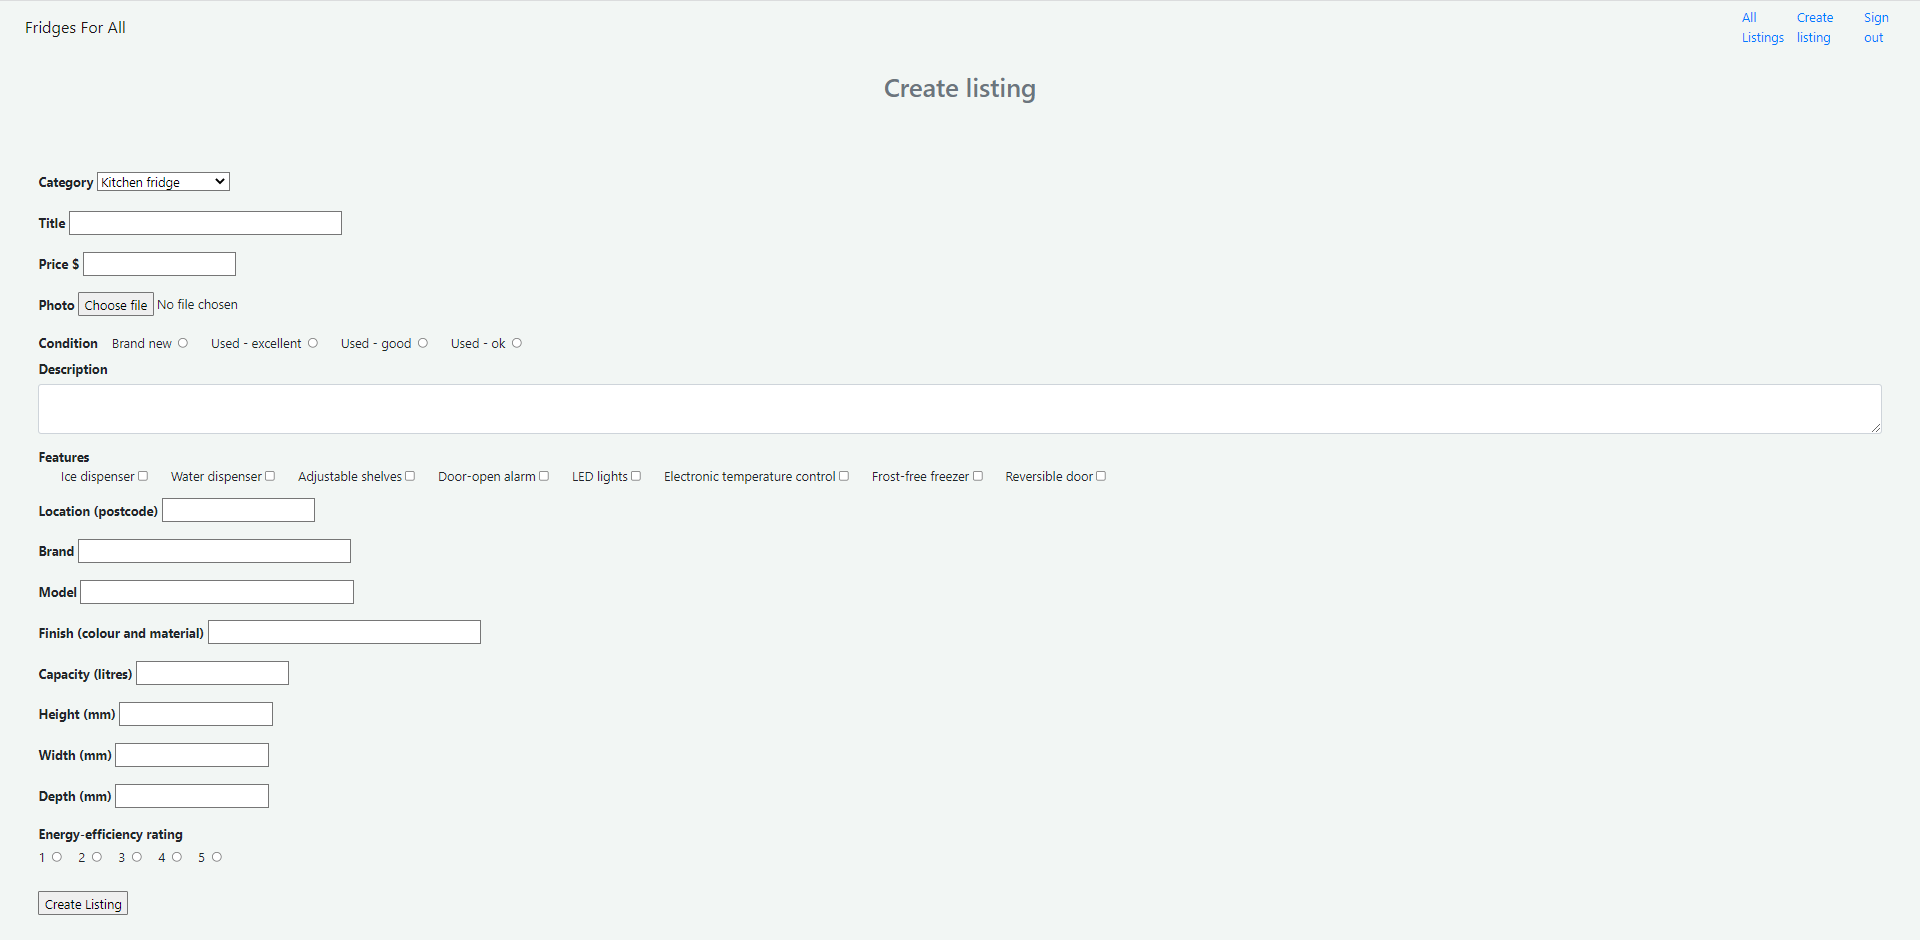 Fridges For All
All Listings
Create listing
Sign out
Create listing
Category Kitchen fridge
Title
Price $
Photo Choose file No file chosen
Condition Brand new Used - excellent Used - good Used - ok
Description
Features
Ice dispenser Water dispenser Adjustable shelves Door-open alarm LED lights Electronic temperature control Frost-free freezer Reversible door
Location (postcode)
Brand
Model
Finish (colour and material)
Capacity (litres)
Height (mm)
Width (mm)
Depth (mm)
Energy-efficiency rating
1 2 3 4 5
Create Listing